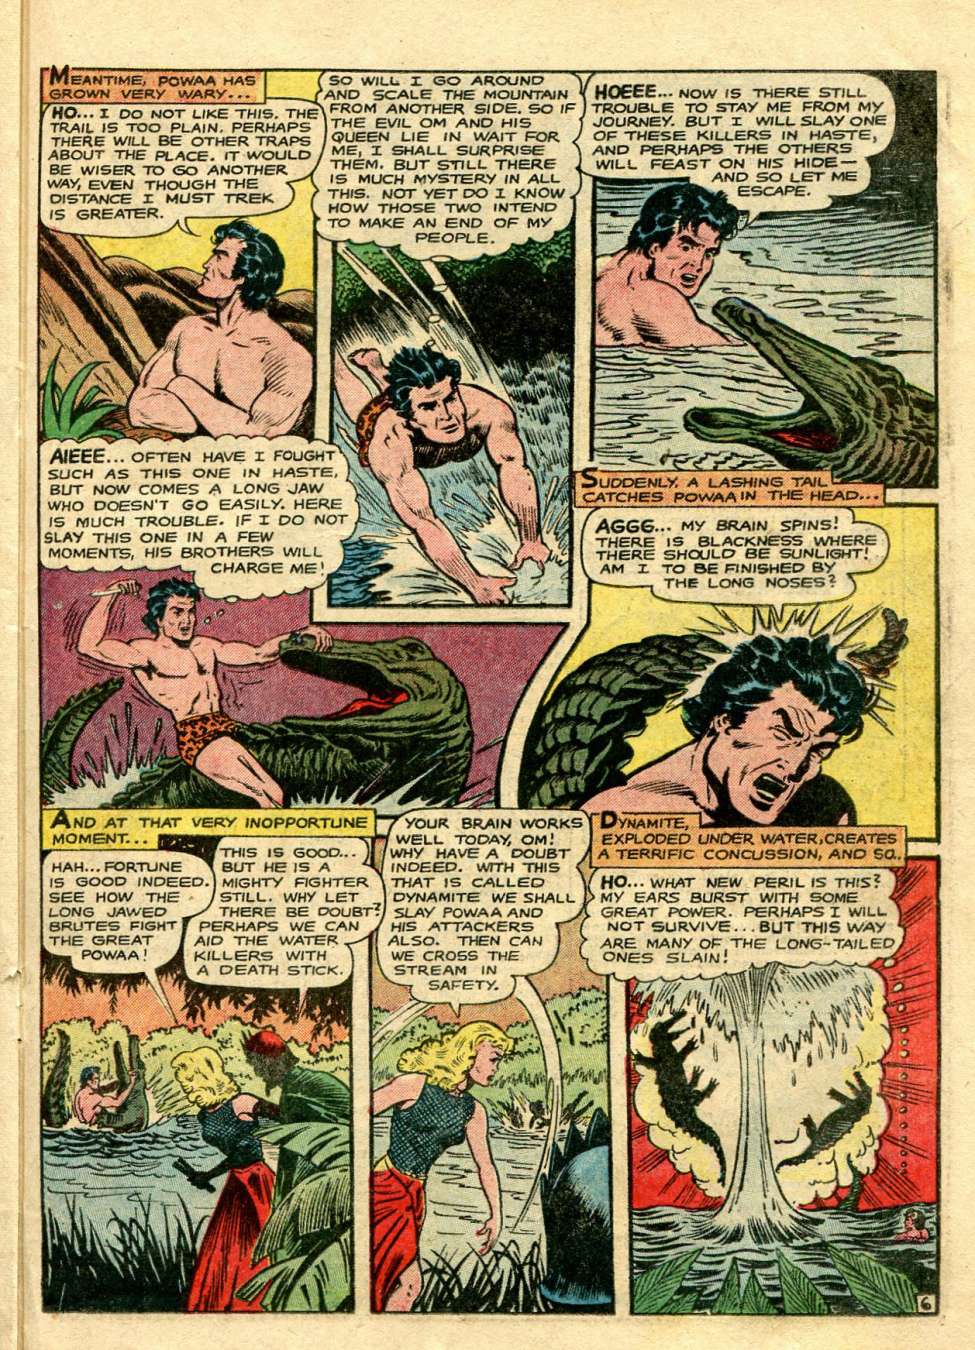 MEANTIME, POWAA HAS
GROWN VERY WARY...
HO... I DO NOT LIKE THIS. THE
TRAIL IS TOO PLAIN. PERHAPS
THERE WILL BE OTHER TRAPS
ABOUT THE PLACE. IT WOULD
BE WISER TO GO ANOTHER
WAY, EVEN THOUGH THE
DISTANCE I MUST TREK
IS GREATER.
SO WILL I GO AROUND
AND SCALE THE MOUNTAIN
FROM ANOTHER SIDE. SO IF
THE EVIL OM AND HIS
QUEEN LIE IN WAIT FOR
ME, I SHALL SURPRISE
THEM. BUT STILL THERE
IS MUCH MYSTERY IN ALL
THIS. NOT YET DO I KNOW
HOW THOSE TWO INTEND
TO MAKE AN END OF MY
PEOPLE.
HOEEE... NOW IS THERE STILL
TROUBLE TO STAY ME FROM MY
JOURNEY. BUT I WILL SLAY ONE
OF THESE KILLERS IN HASTE,
AND PERHAPS THE OTHERS
WILL FEAST ON HIS HIDE—
AND SO LET ME
ESCAPE.
AIEEE... OFTEN HAVE I FOUGHT
SUCH AS THIS ONE IN HASTE,
BUT NOW COMES A LONG JAW
WHO DOESN'T GO EASILY. HERE
IS MUCH TROUBLE. IF I DO NOT
SLAY THIS ONE IN A FEW
MOMENTS, HIS BROTHERS WILL
CHARGE ME!
SUDDENLY, A LASHING TAIL
CATCHES POWAA IN THE HEAD...
AGGG... MY BRAIN SPINS!
THERE IS BLACKNESS WHERE
THERE SHOULD BE SUNLIGHT!
AM I TO BE FINISHED BY
THE LONG NOSES?
AND AT THAT VERY INOPPORTUNE
MOMENT...
HAH... FORTUNE
IS GOOD INDEED.
SEE HOW THE
LONG JAWED
BRUTES FIGHT
THE GREAT
POWAA!
THIS IS GOOD...
BUT HE IS A
MIGHTY FIGHTER
STILL. WHY LET
THERE BE DOUBT?
PERHAPS WE CAN
AID THE WATER
KILLERS WITH
A DEATH STICK.
YOUR BRAIN WORKS
WELL TODAY, OM!
WHY HAVE A DOUBT
INDEED. WITH THIS
THAT IS CALLED
DYNAMITE WE SHALL
SLAY POWAA AND
HIS ATTACKERS
ALSO. THEN CAN
WE CROSS THE
STREAM IN
SAFETY.
DYNAMITE,
EXPLODED UNDER WATER, CREATES
A TERRIFIC CONCUSSION, AND SO..
HO... WHAT NEW PERIL IS THIS?
MY EARS BURST WITH SOME
GREAT POWER. PERHAPS I WILL
NOT SURVIVE... BUT THIS WAY
ARE MANY OF THE LONG-TAILED
ONES SLAIN!
6